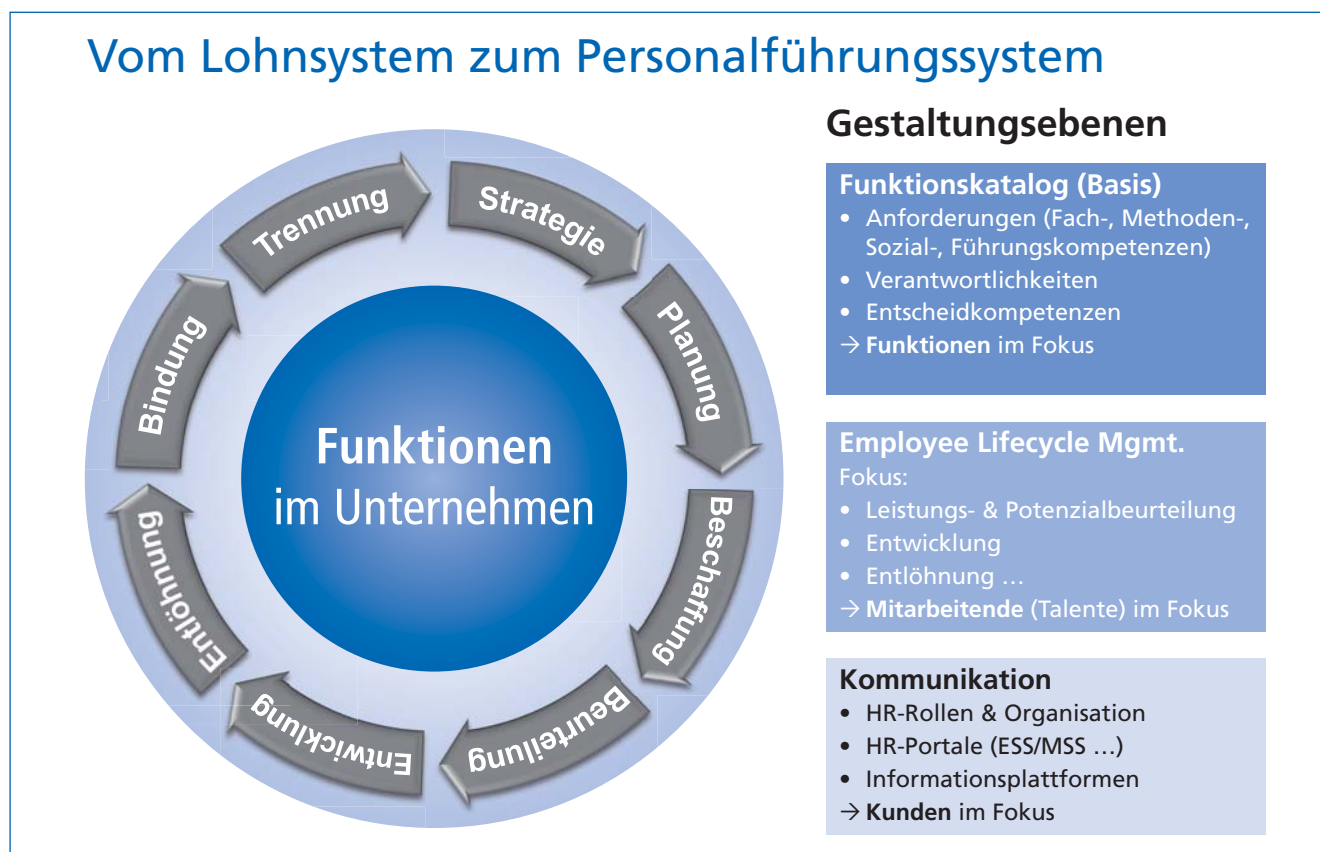 Vom Lohnsystem zum Personalführungssystem
Trennung
Strategie
Planung
Beschaffung
Beurteilung
Entwicklung
Entlöhnung
Bindung
Funktionen
im Unternehmen
Gestaltungsebenen
Funktionskatalog (Basis)
• Anforderungen (Fach-, Methoden-,
Sozial-, Führungskompetenzen)
• Verantwortlichkeiten
• Entscheidkompetenzen
→ Funktionen im Fokus
Employee Lifecycle Mgmt.
Fokus:
• Leistungs- & Potenzialbeurteilung
• Entwicklung
• Entlöhnung …
→ Mitarbeitende (Talente) im Fokus
Kommunikation
• HR-Rollen & Organisation
• HR-Portale (ESS/MSS …)
• Informationsplattformen
→ Kunden im Fokus